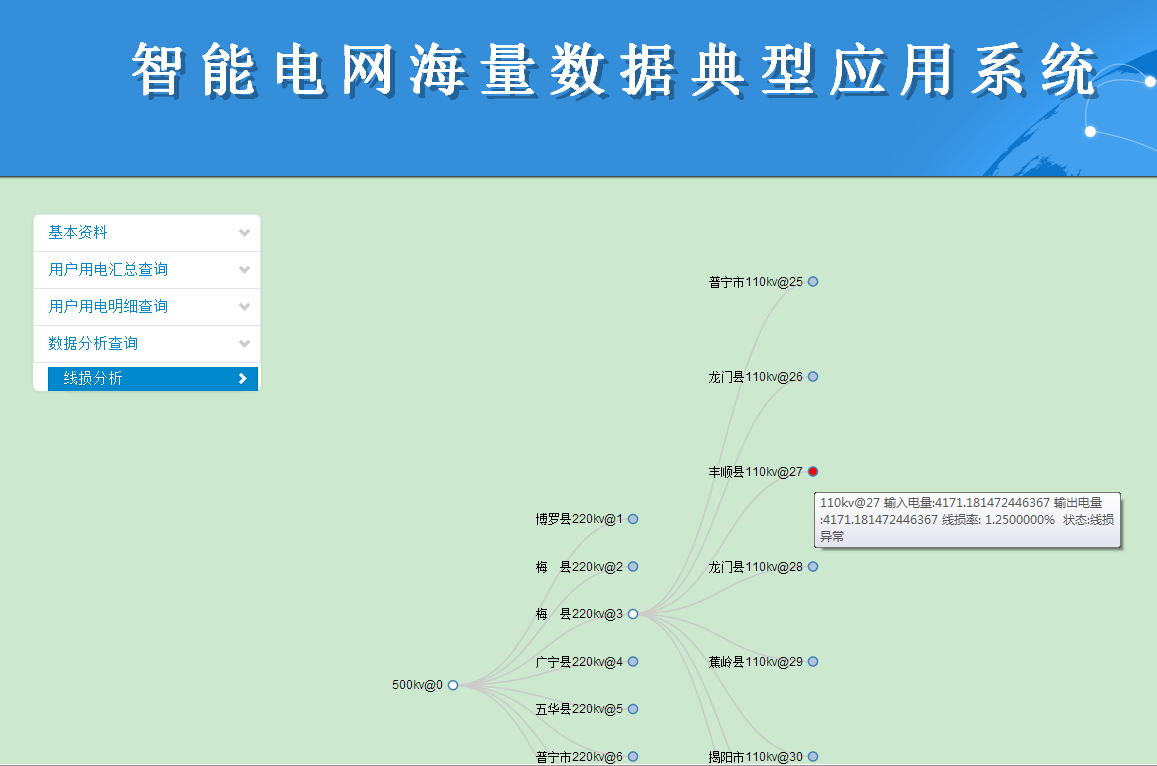 智能电网海量数据典型应用系统
基本资料
用户用电汇总查询
用户用电明细查询
数据分析查询
线损分析
普宁市110kv@25
龙门县110kv@26
丰顺县110kv@27
110kv@27 输入电量:4171.181472446367 输出电量
:4171.181472446367 线损率: 1.2500000% 状态:线损
异常
博罗县220kv@1
梅 县220kv@2
龙门县110kv@28
梅 县220kv@3
广宁县220kv@4
蕉岭县110kv@29
500kv@0
五华县220kv@5
普宁市220kv@6
揭阳市110kv@30